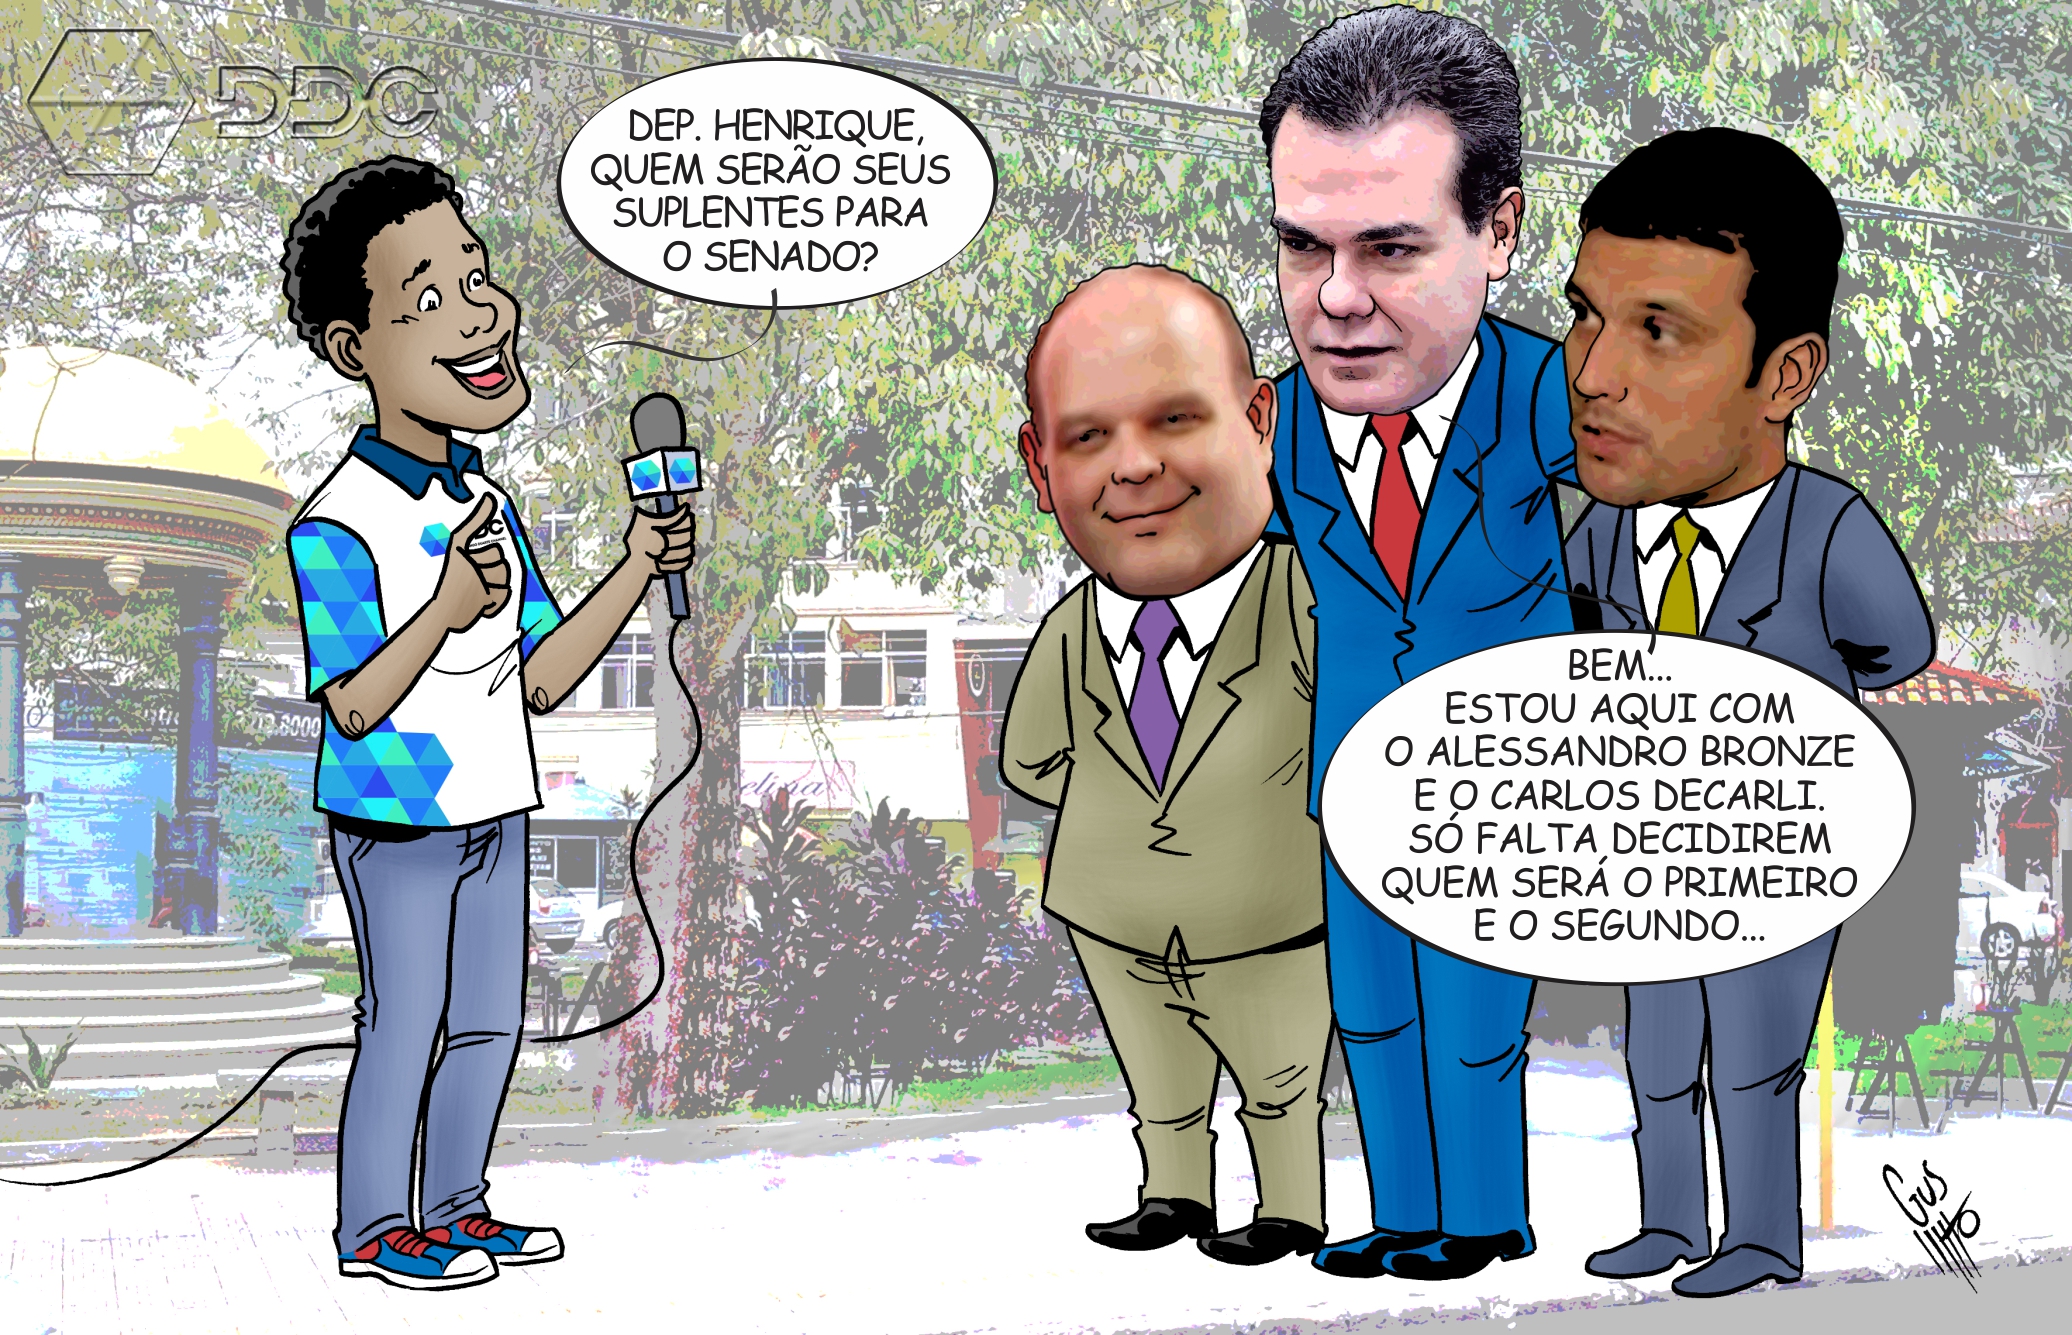 DDC
DEP. HENRIQUE,
QUEM SERÃO SEUS
SUPLENTES PARA
O SENADO?
BEM...
ESTOU AQUI COM
O ALESSANDRO BRONZE
E O CARLOS DECARLI.
SÓ FALTA DECIDIREM
QUEM SERÁ O PRIMEIRO
E O SEGUNDO...